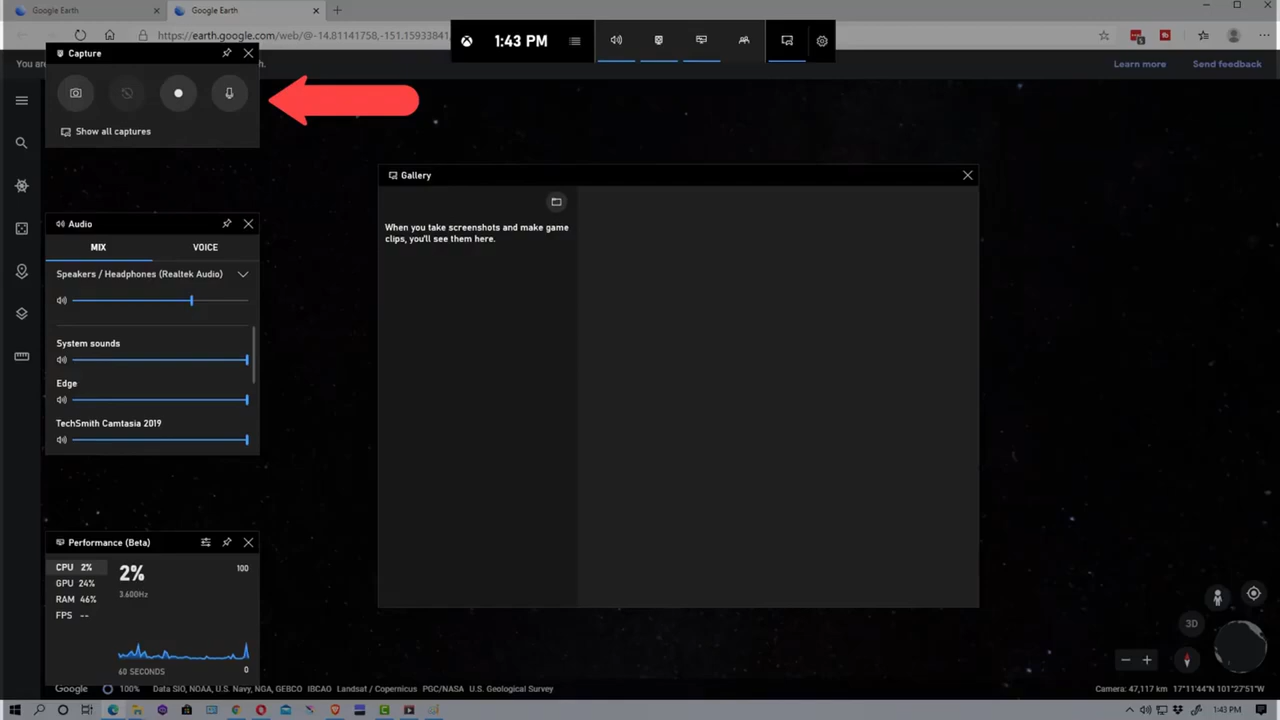 Google Earth
Google Earth
https://earth.google.com/web/@-14.81141758,-151.15933841
1:43 PM
You a
h.
Learn more
Send feedback
Capture
Show all captures
Gallery
When you take screenshots and make game
clips, you'll see them here.
Audio
MIX
VOICE
Speakers / Headphones (Realtek Audio)
System sounds
Edge
TechSmith Camtasia 2019
Performance (Beta)
CPU 2%
GPU 24%
RAM 46%
FPS --
2%
3.60GHz
100
60 SECONDS
0
3D
Google
100%
Data SIO, NOAA, U.S. Navy, NGA, GEBCO IBCAO Landsat / Copernicus PGC/NASA U.S. Geological Survey
Camera: 47,117 km 17°11'44"N 101°27'51"W
1:43 PM